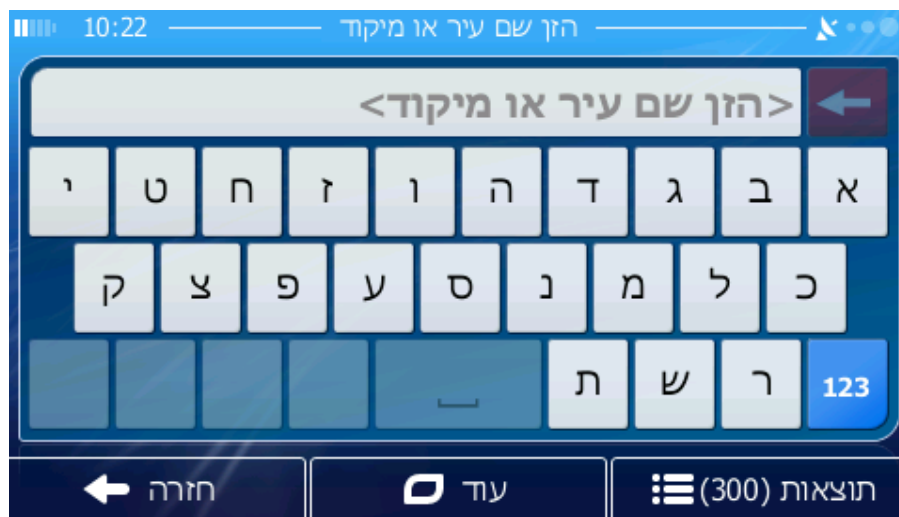 הזן שם עיר או מיקוד 10:22
<הזן שם עיר או מיקוד>
א ב ג ד ה ו ז ח ט י
כ ל מ נ ס ע פ צ ק
123 ר ש ת
תוצאות (300) עוד חזרה